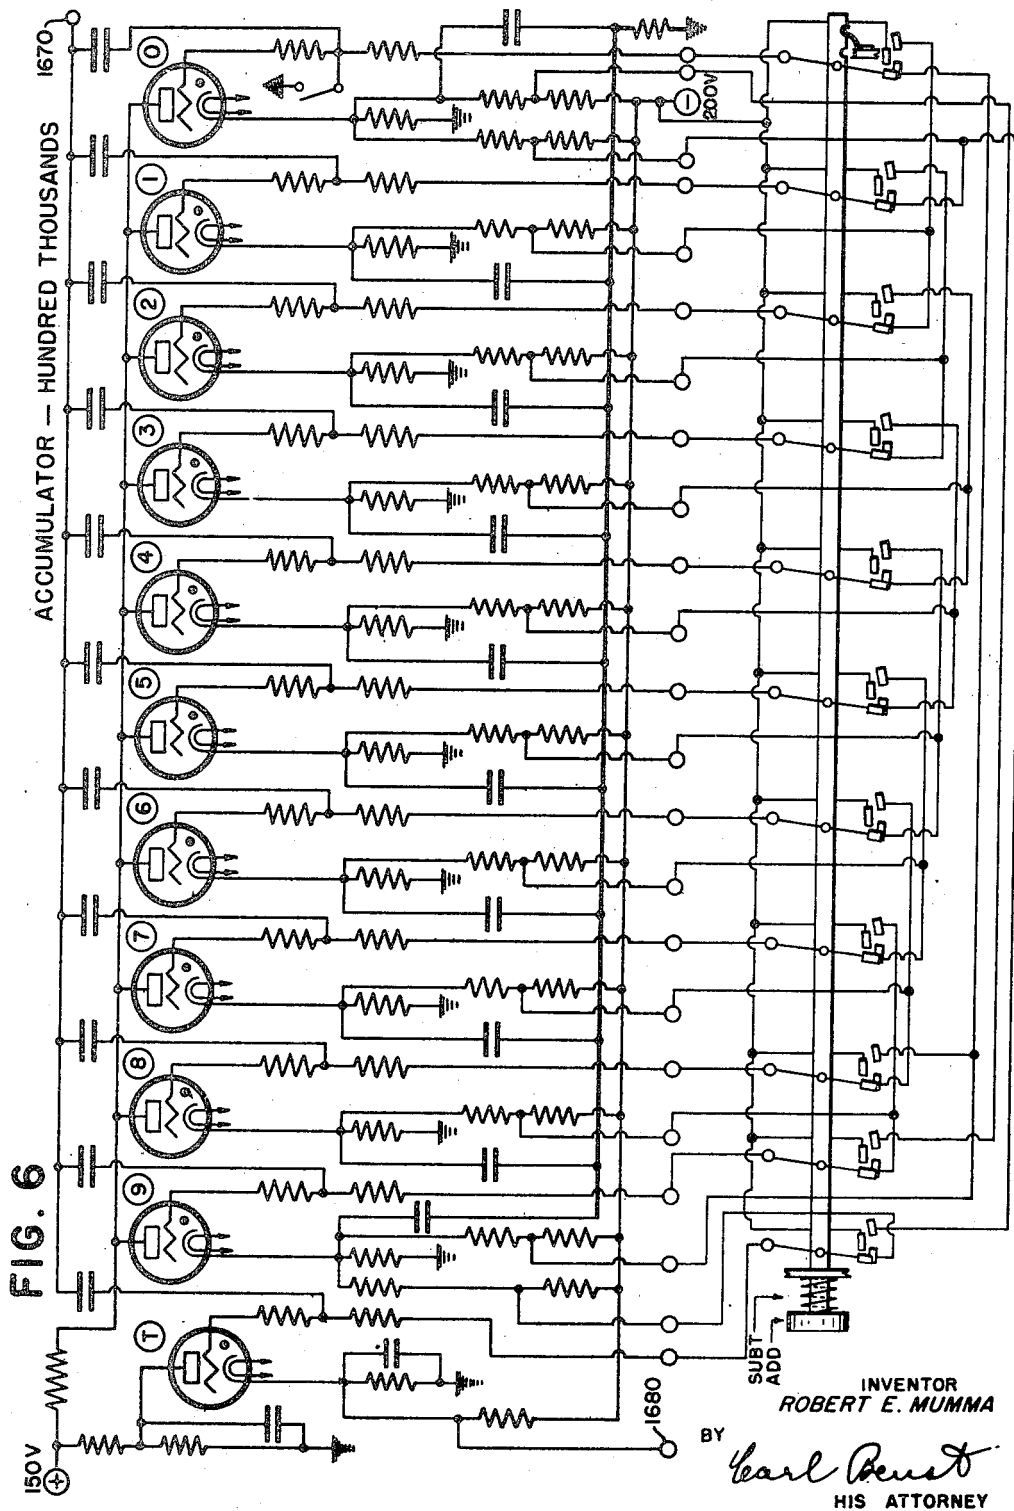 FIG. 6
ACCUMULATOR — HUNDRED THOUSANDS
1670
150V
T
9
8
7
6
5
4
3
2
1
0
200V
1680
SUBT
ADD
INVENTOR
ROBERT E. MUMMA
BY
Carl Beust
HIS ATTORNEY